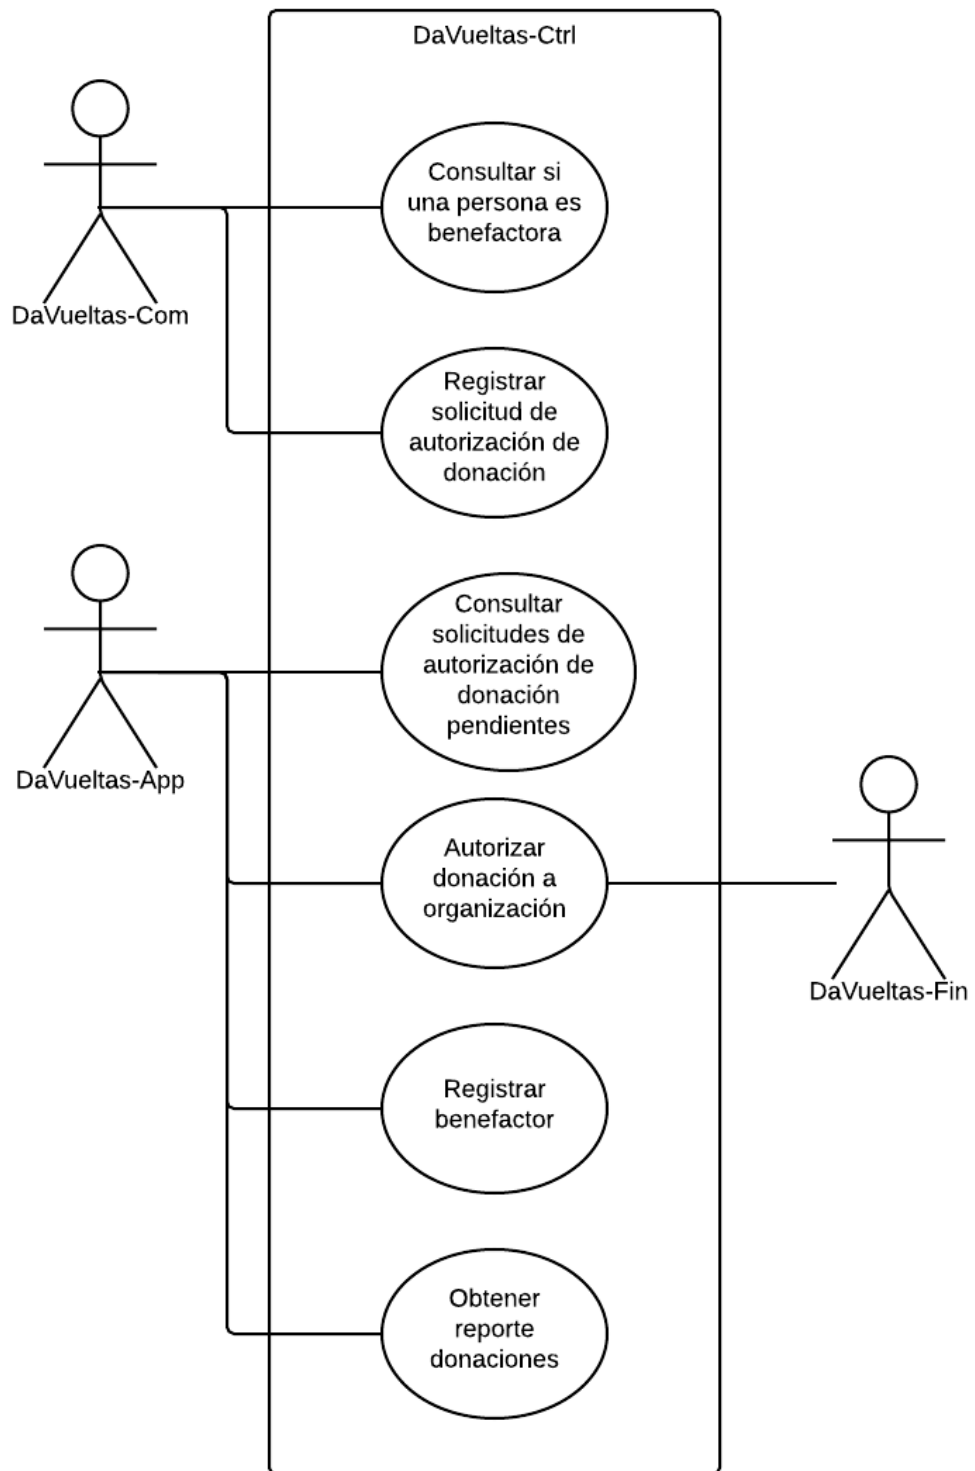 DaVueltas-Ctrl
Consultar si
una persona es
benefactora
DaVueltas-Com
Registrar
solicitud de
autorización de
donación
Consultar
solicitudes de
autorización de
donación
pendientes
DaVueltas-App
Autorizar
donación a
organización
DaVueltas-Fin
Registrar
benefactor
Obtener
reporte
donaciones